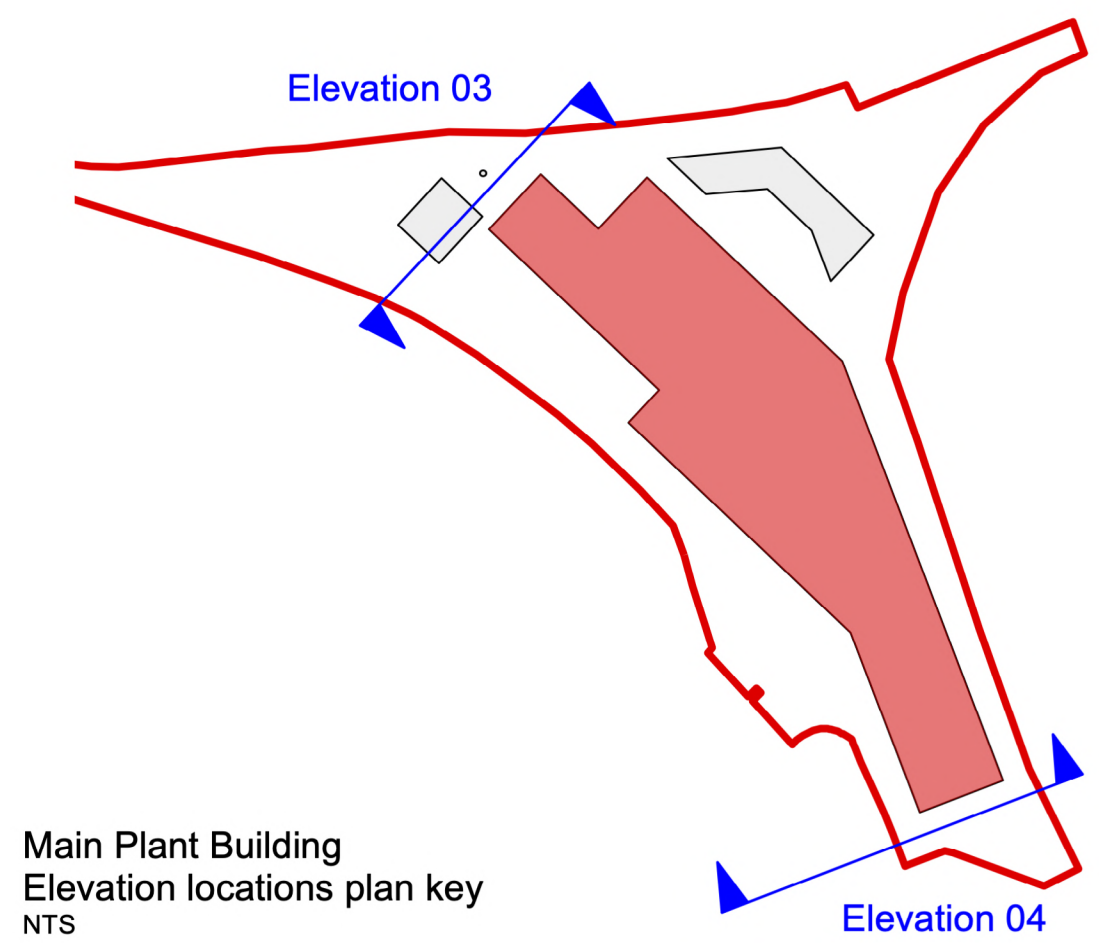 Elevation 03
Main Plant Building
Elevation locations plan key
NTS
Elevation 04